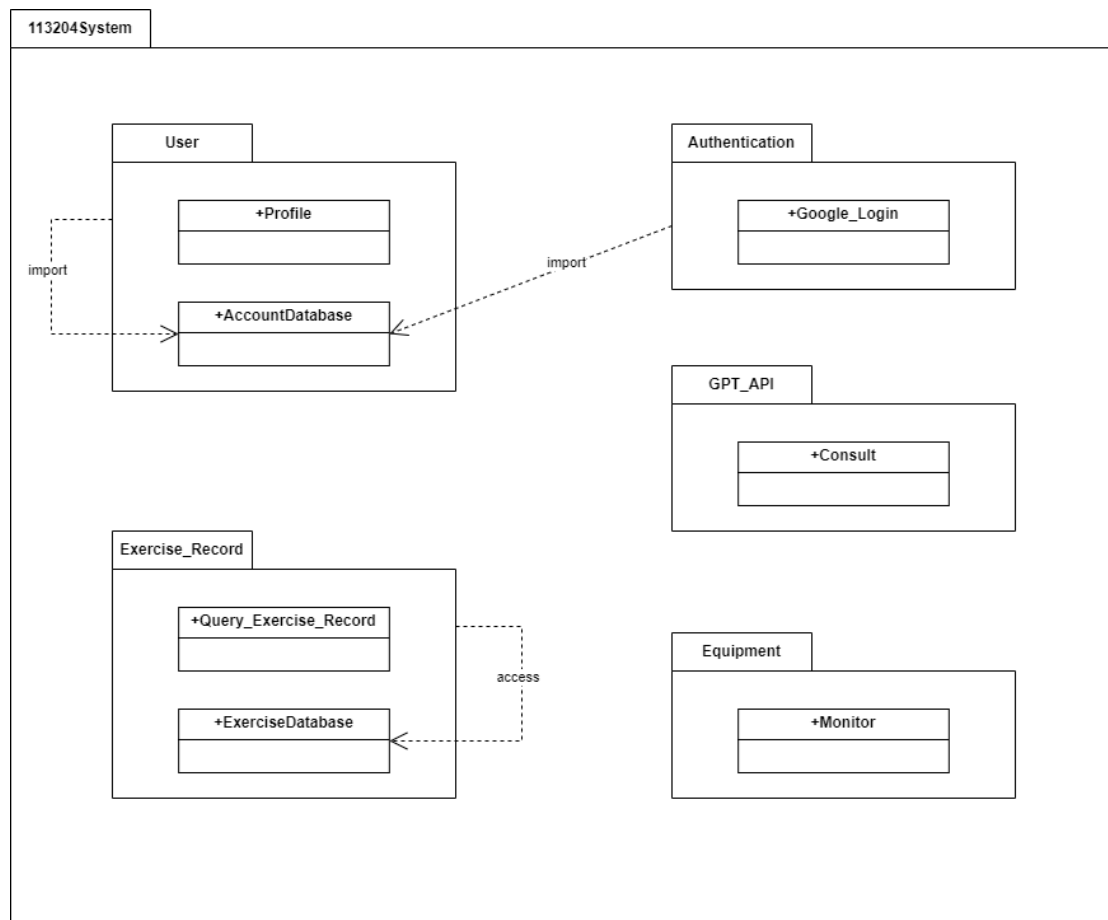 113204System
User
+Profile
+AccountDatabase
import
Authentication
+Google_Login
import
GPT_API
+Consult
Exercise_Record
+Query_Exercise_Record
+ExerciseDatabase
access
Equipment
+Monitor